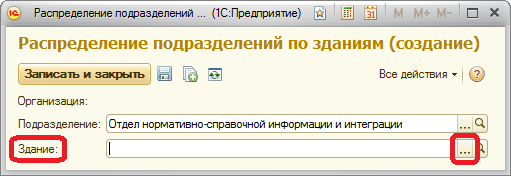 Распределение подразделений ... (1С:Предприятие) M M+ M-
Распределение подразделений по зданиям (создание)
Записать и закрыть Все действия
Организация:
Подразделение: Отдел нормативно-справочной информации и интеграции ...
Здание: ...